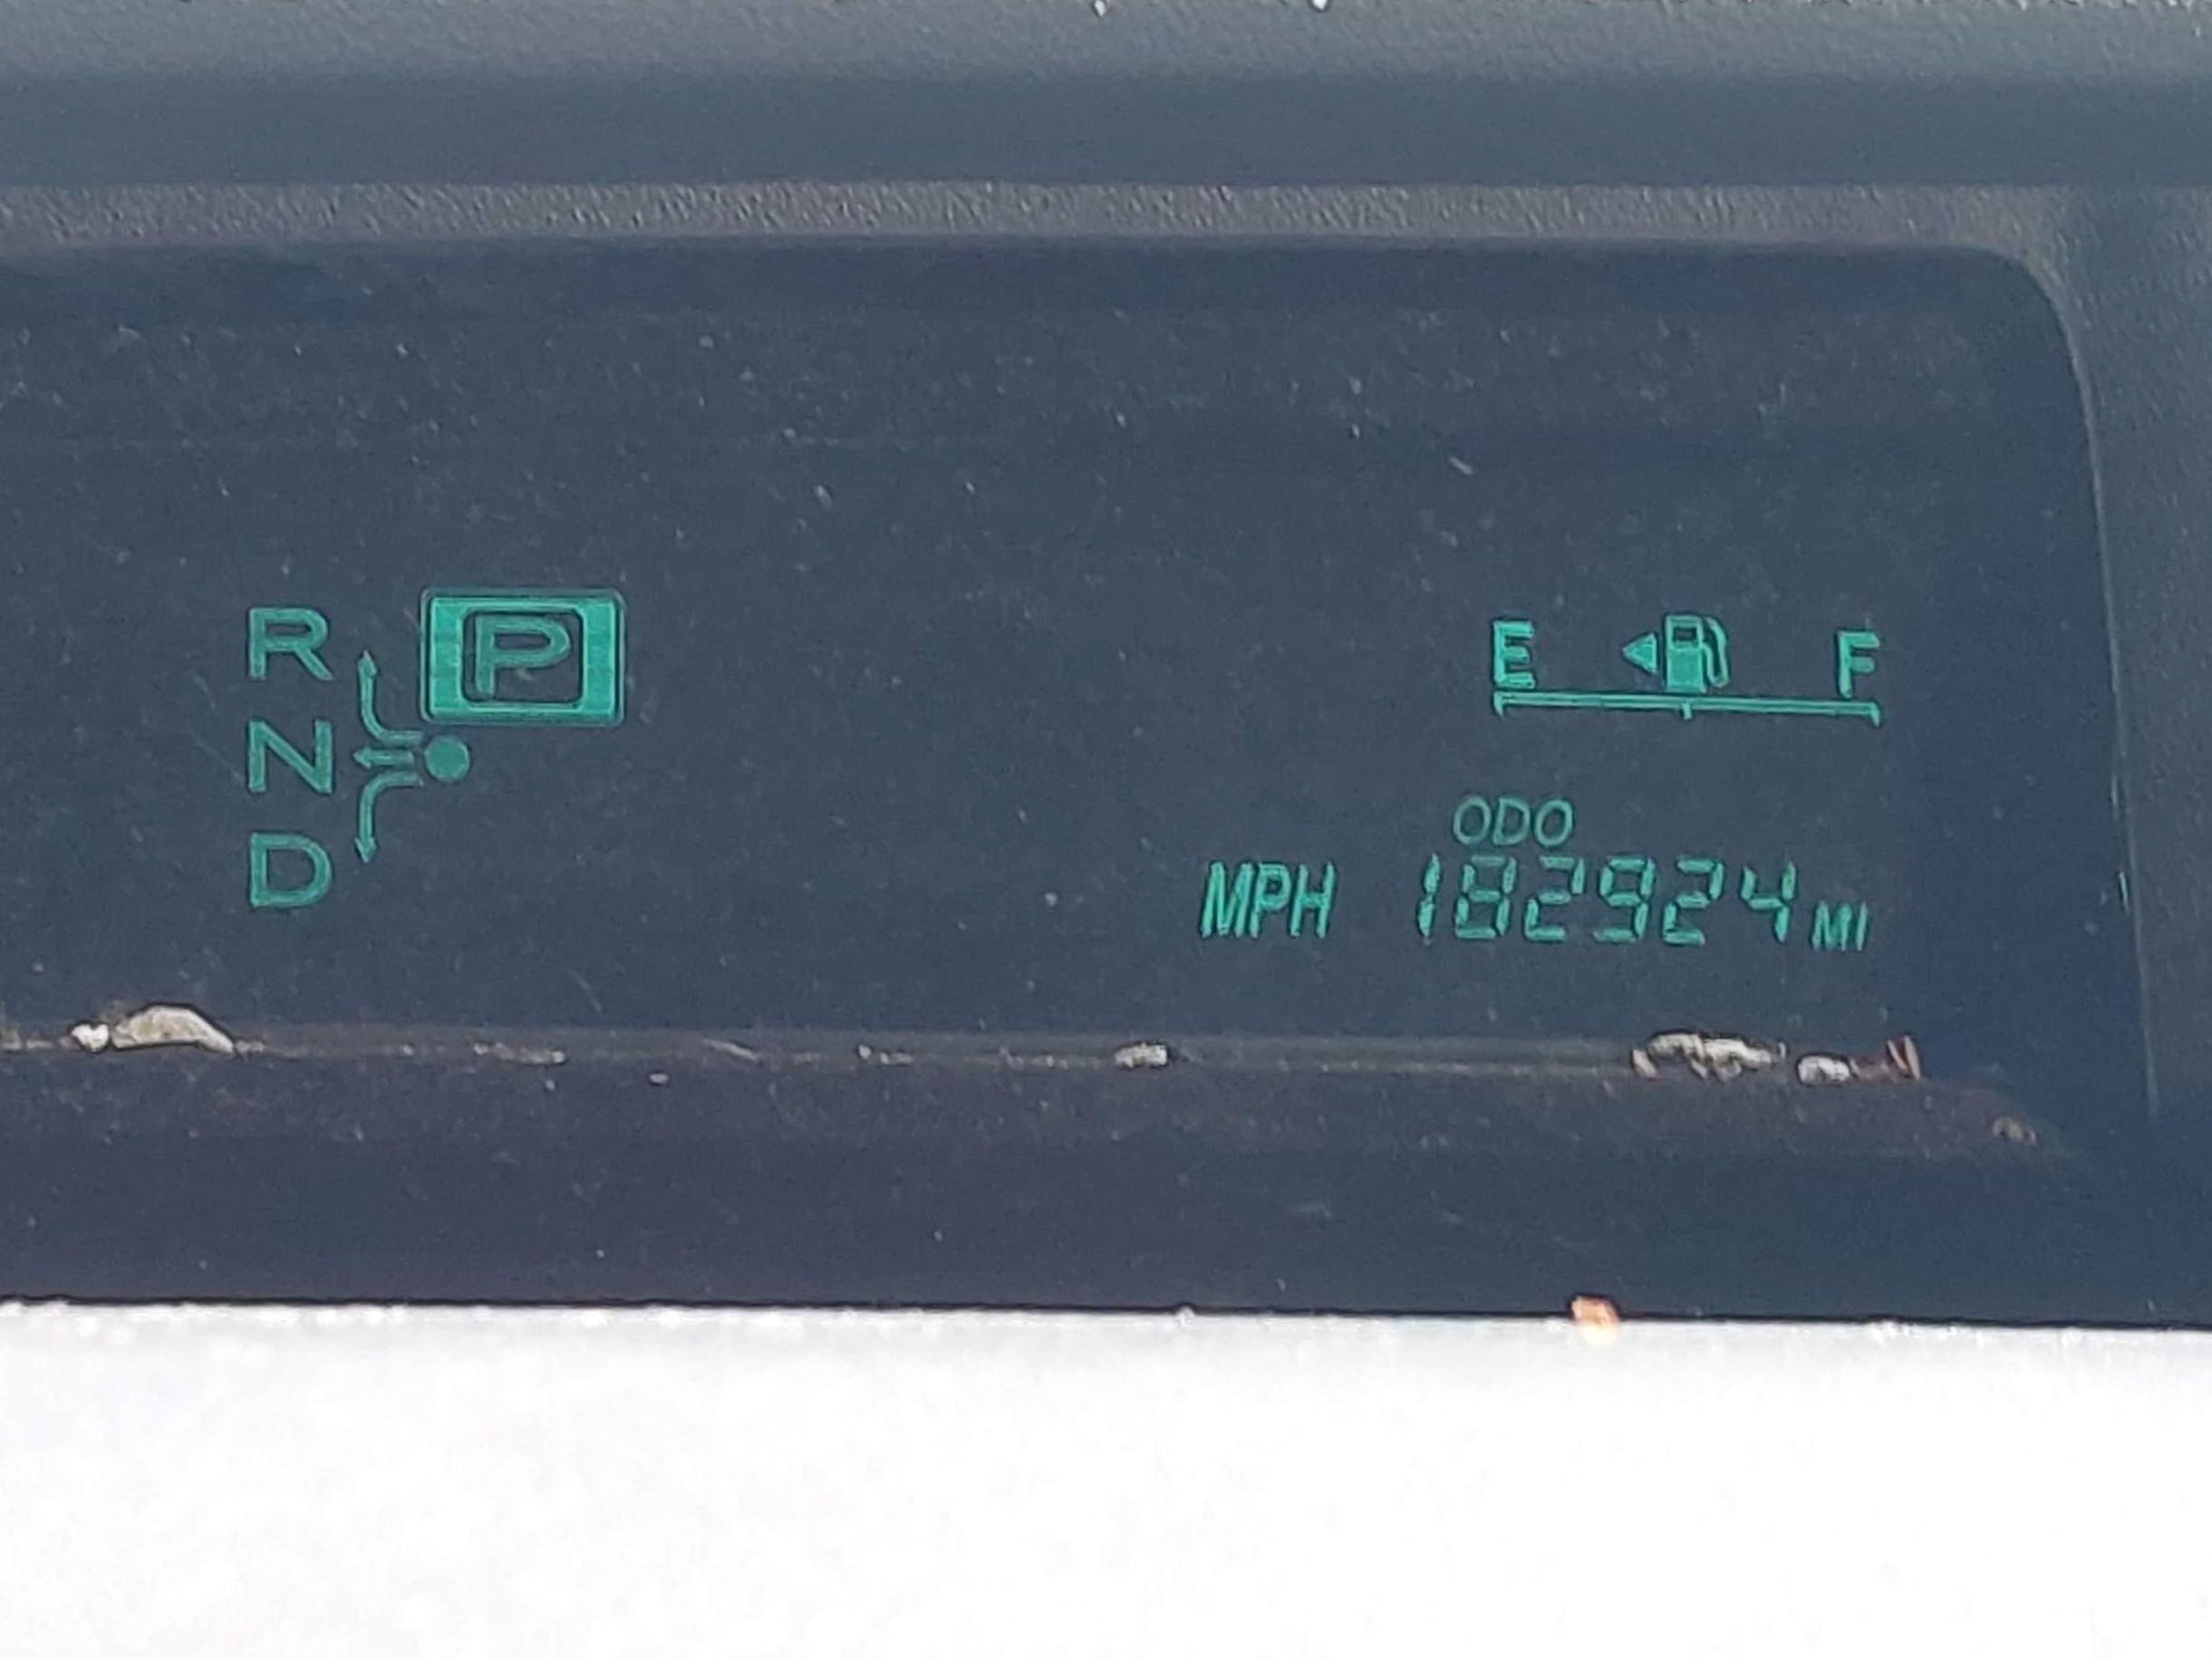 R P
N
D
E F
ODO
MPH 182924 MI